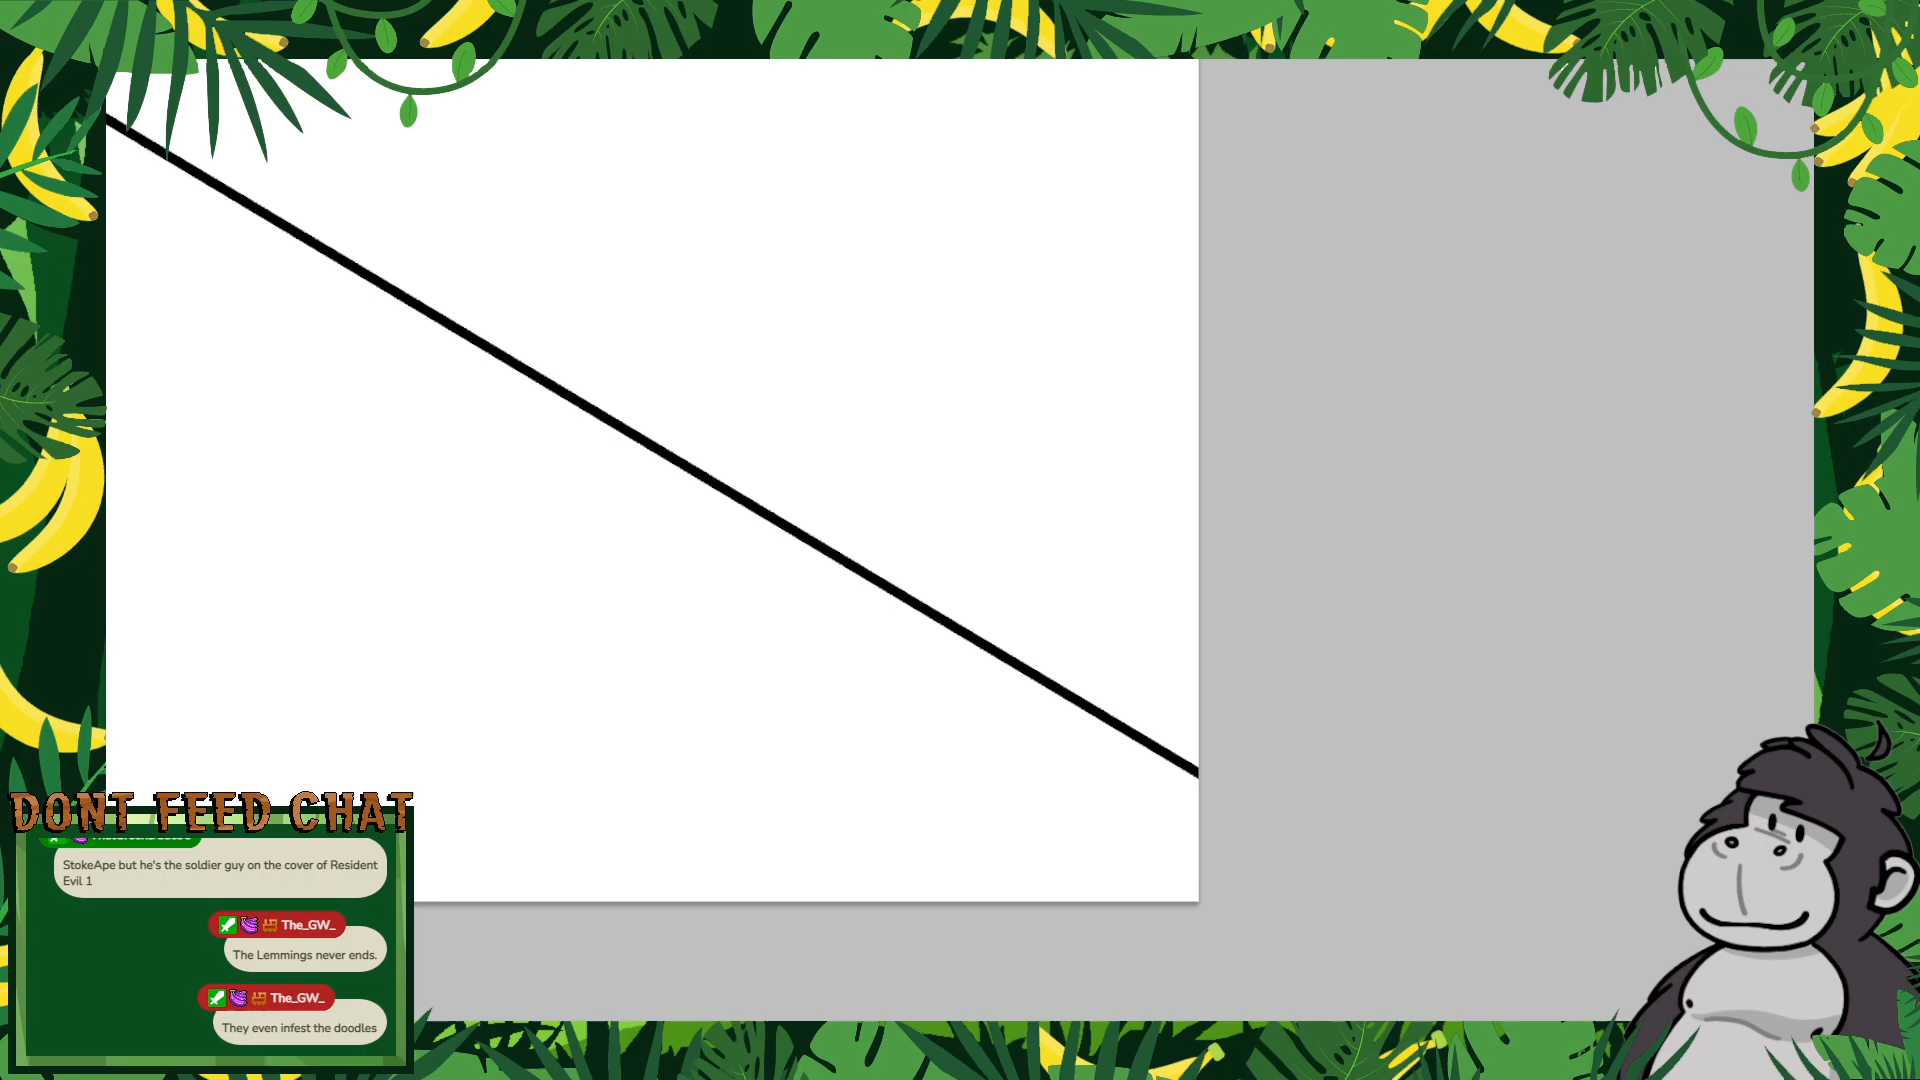 DONT FEED CHAT
StokeApe but he's the soldier guy on the cover of Resident
Evil 1
The_GW_
The Lemmings never ends.
The_GW_
They even infest the doodles